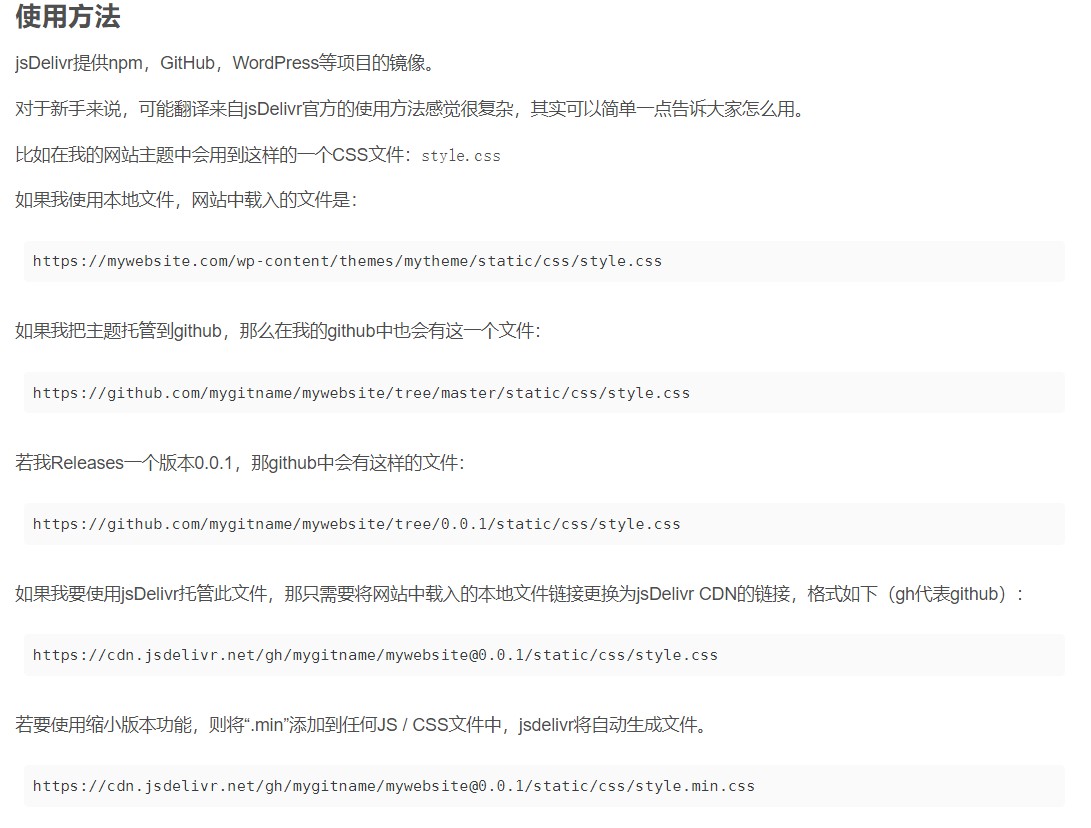 使用方法
jsDelivr提供npm，GitHub，WordPress等项目的镜像。
对于新手来说，可能翻译来自jsDelivr官方的使用方法感觉很复杂，其实可以简单一点告诉大家怎么用。
比如在我的网站主题中会用到这样的一个CSS文件：style.css
如果我使用本地文件，网站中载入的文件是：
https://mywebsite.com/wp-content/themes/mytheme/static/css/style.css
如果我把主题托管到github，那么在我的github中也会有这一个文件：
https://github.com/mygitname/mywebsite/tree/master/static/css/style.css
若我Releases一个版本0.0.1，那github中会有这样的文件：
https://github.com/mygitname/mywebsite/tree/0.0.1/static/css/style.css
如果我要使用jsDelivr托管此文件，那只需要将网站中载入的本地文件链接更换为jsDelivr CDN的链接，格式如下（gh代表github）：
https://cdn.jsdelivr.net/gh/mygitname/mywebsite@0.0.1/static/css/style.css
若要使用缩小版本功能，则将“.min”添加到任何JS / CSS文件中，jsdelivr将自动生成文件。
https://cdn.jsdelivr.net/gh/mygitname/mywebsite@0.0.1/static/css/style.min.css